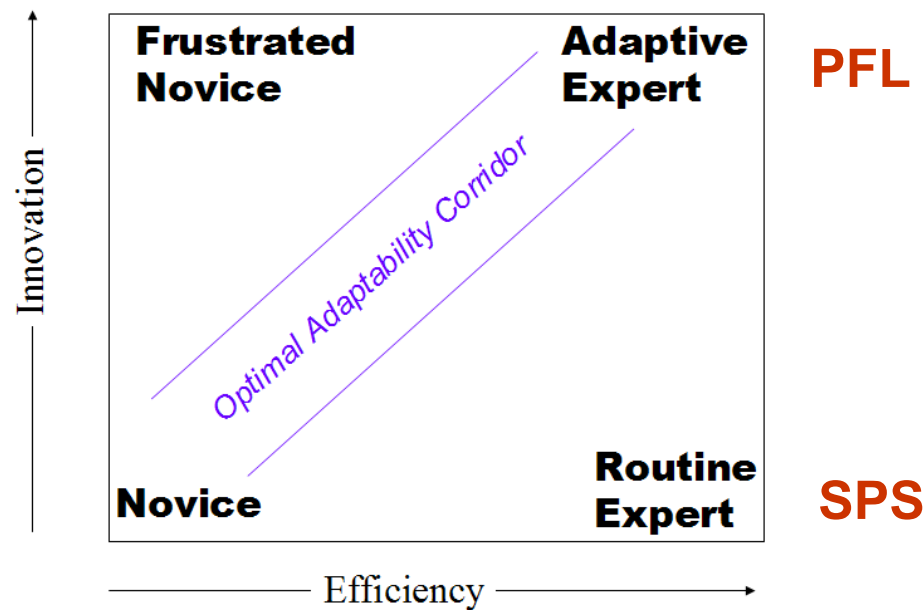 Frustrated
Novice
Adaptive
Expert
PFL
Innovation
Optimal Adaptability Corridor
Novice
Routine
Expert
SPS
Efficiency